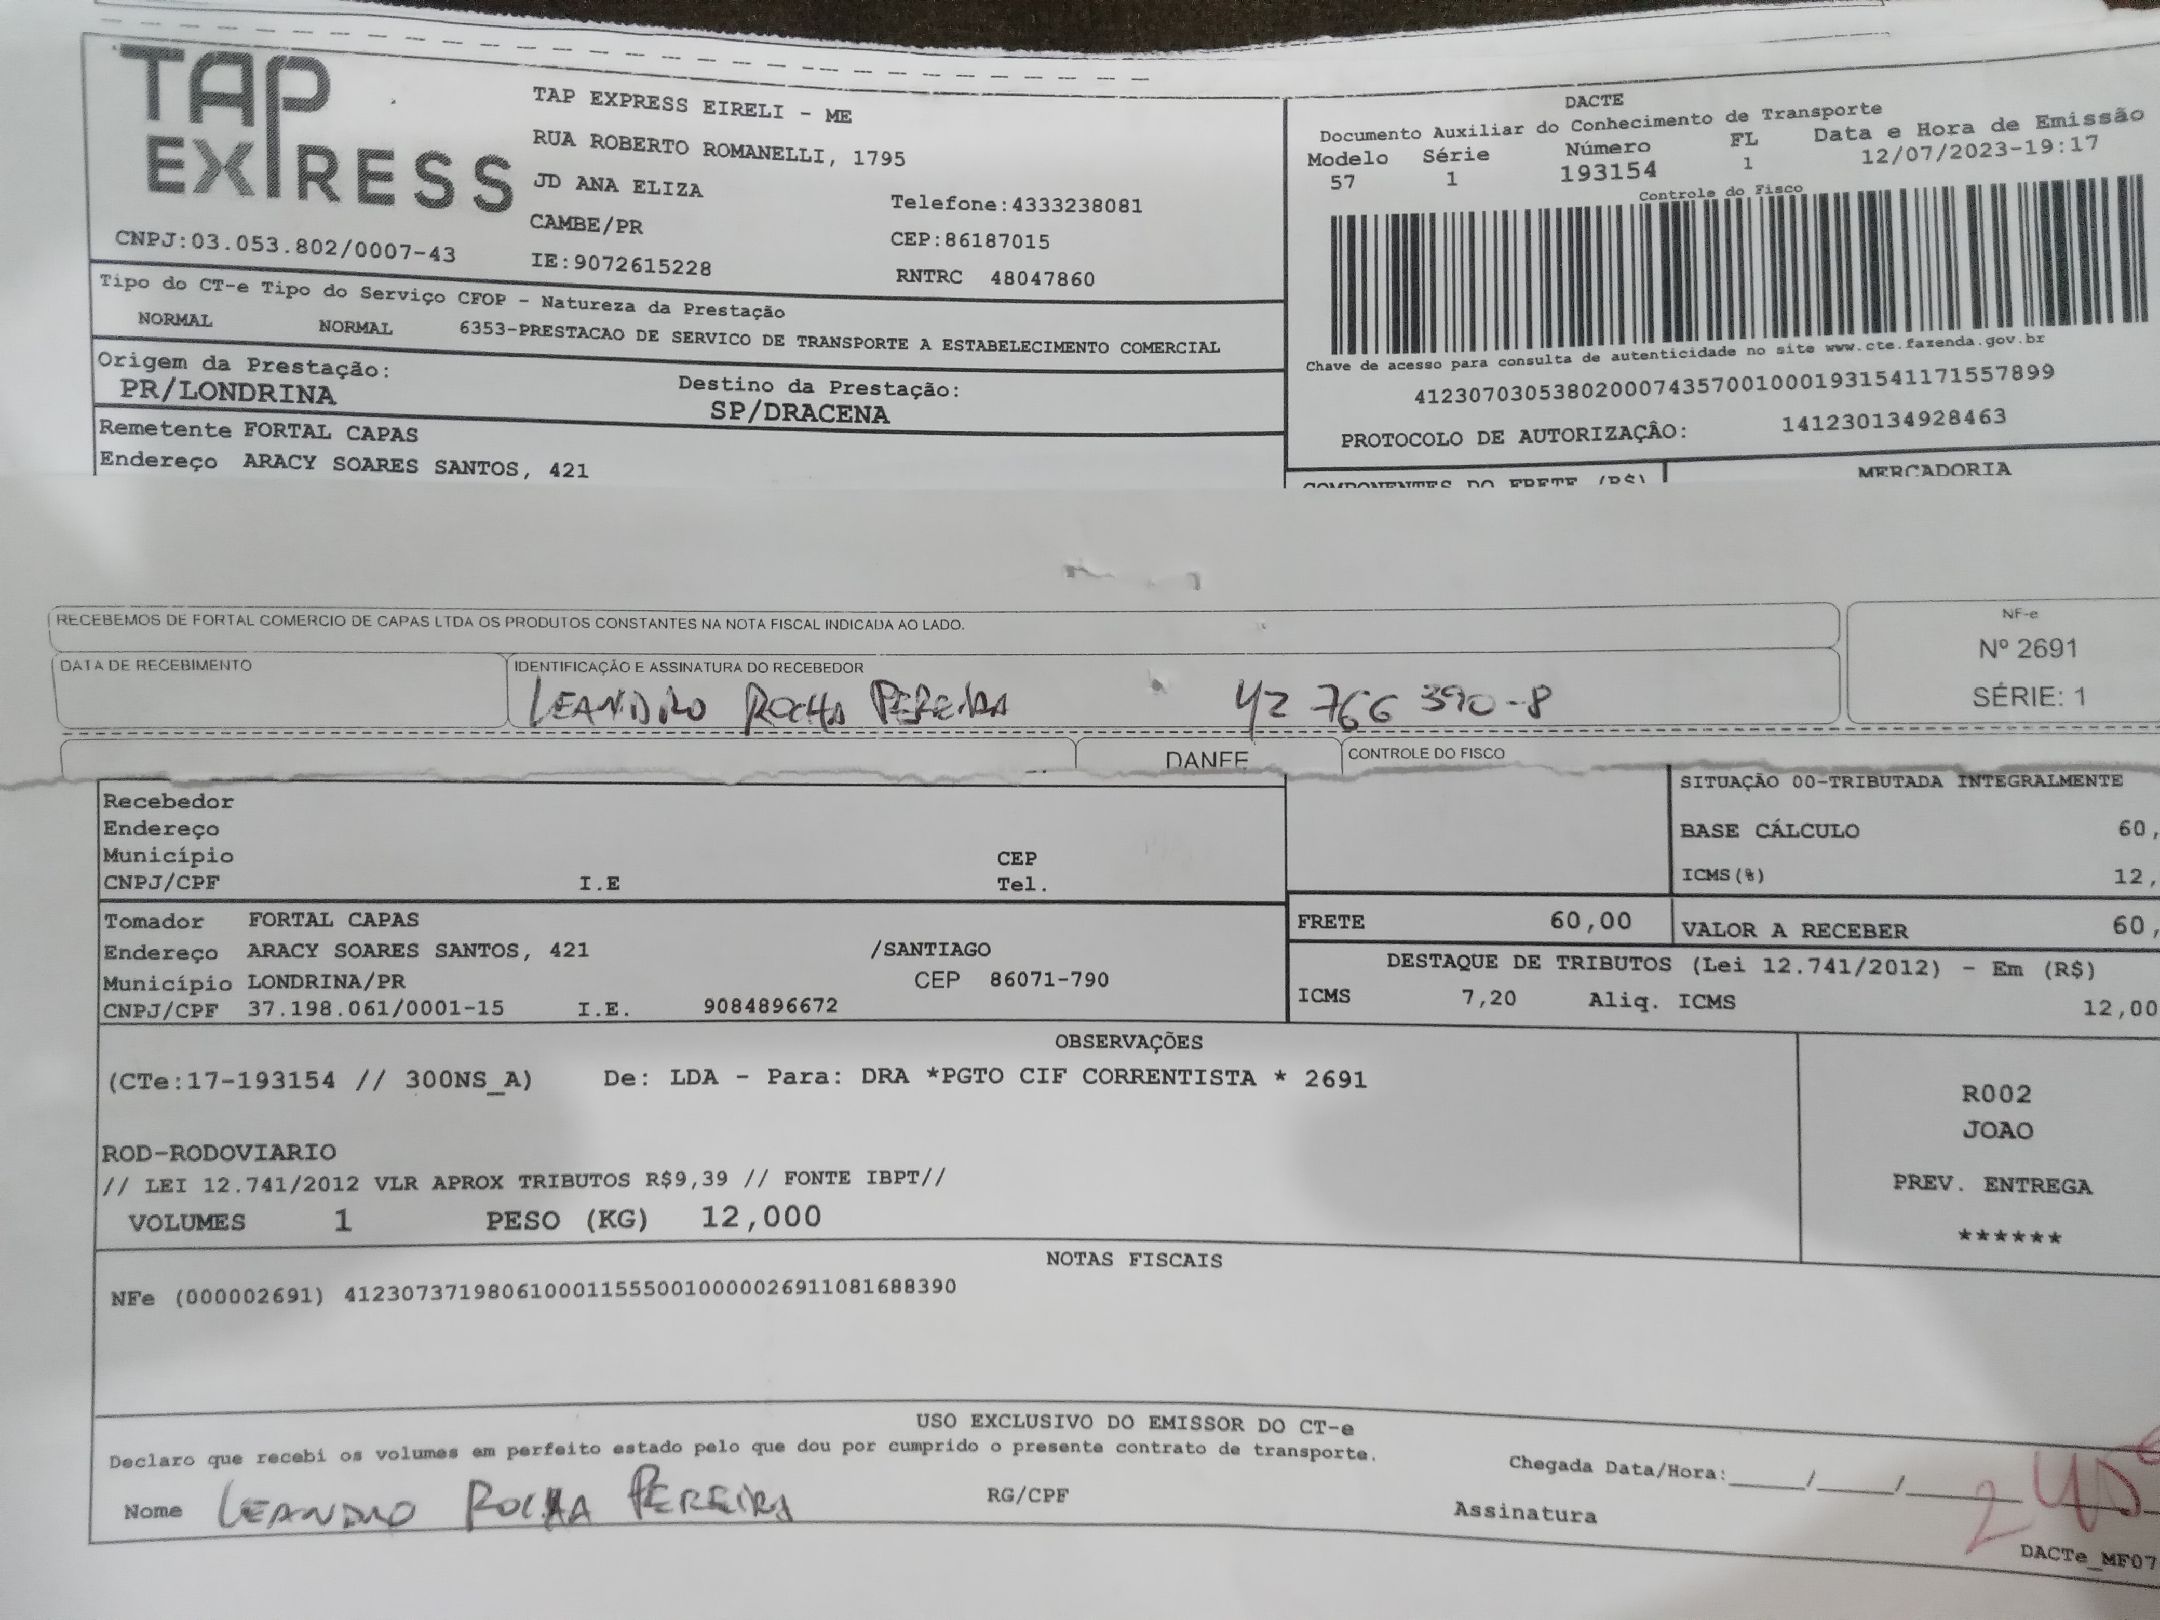 TAP EXPRESS
TAP EXPRESS EIRELI - ME
RUA ROBERTO ROMANELLI, 1795
JD ANA ELIZA
Telefone:4333238081
CAMBE/PR
CEP:86187015
CNPJ:03.053.802/0007-43
IE:9072615228
RNTRC 48047860
DACTE
Documento Auxiliar do Conhecimento de Transporte
Modelo Série Número FL Data e Hora de Emissão
57 1 193154 1 12/07/2023-19:17
Controle do Fisco
Chave de acesso para consulta de autenticidade no site www.cte.fazenda.gov.br
41230703053802000743570010001931541171557899
PROTOCOLO DE AUTORIZAÇÂO: 141230134928463
Tipo do CT-e Tipo do Serviço CFOP - Natureza da Prestação
NORMAL NORMAL 6353-PRESTACAO DE SERVICO DE TRANSPORTE A ESTABELECIMENTO COMERCIAL
Origem da Prestação: Destino da Prestação:
PR/LONDRINA SP/DRACENA
Remetente FORTAL CAPAS
Endereço ARACY SOARES SANTOS, 421
COMPONENTES DO FRETE (R$) MERCADORIA
RECEBEMOS DE FORTAL COMERCIO DE CAPAS LTDA OS PRODUTOS CONSTANTES NA NOTA FISCAL INDICADA AO LADO.
NF-e
Nº 2691
SÉRIE: 1
DATA DE RECEBIMENTO IDENTIFICAÇÃO E ASSINATURA DO RECEBEDOR
LEANDRO ROCHA PEREIRA 42 766 390-8
DANFE CONTROLE DO FISCO
Recebedor
Endereço
Município CEP
CNPJ/CPF I.E Tel.
SITUAÇÃO 00-TRIBUTADA INTEGRALMENTE
BASE CÁLCULO 60,
ICMS(%) 12,
FRETE 60,00 VALOR A RECEBER 60,
Tomador FORTAL CAPAS
Endereço ARACY SOARES SANTOS, 421 /SANTIAGO
Município LONDRINA/PR CEP 86071-790
CNPJ/CPF 37.198.061/0001-15 I.E. 9084896672
DESTAQUE DE TRIBUTOS (Lei 12.741/2012) - Em (R$)
ICMS 7,20 Aliq. ICMS 12,00
OBSERVAÇÕES
(CTe:17-193154 // 300NS_A) De: LDA - Para: DRA *PGTO CIF CORRENTISTA * 2691
ROD-RODOVIARIO
// LEI 12.741/2012 VLR APROX TRIBUTOS R$9,39 // FONTE IBPT//
VOLUMES 1 PESO (KG) 12,000
R002
JOAO
PREV. ENTREGA
******
NOTAS FISCAIS
NFe (000002691) 41230737198061000115550010000026911081688390
USO EXCLUSIVO DO EMISSOR DO CT-e
Declaro que recebi os volumes em perfeito estado pelo que dou por cumprido o presente contrato de transporte.
Chegada Data/Hora:_____/_____/_____
Nome LEANDRO ROCHA PEREIRA RG/CPF Assinatura
DACTe_MF07